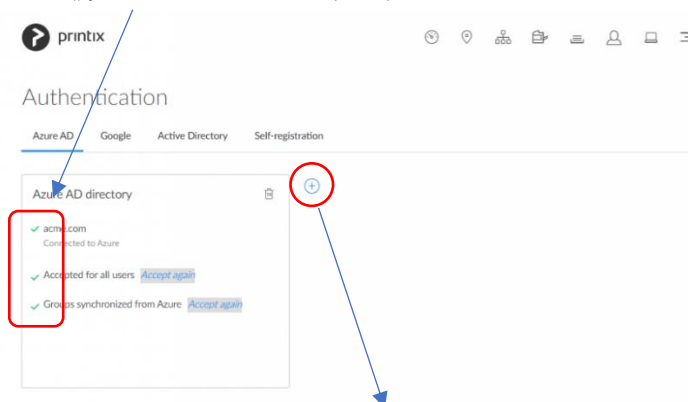 printix
Authentication
Azure AD Google Active Directory Self-registration
Azure AD directory
acme.com
Connected to Azure
Accepted for all users Accept again
Groups synchronized from Azure Accept again